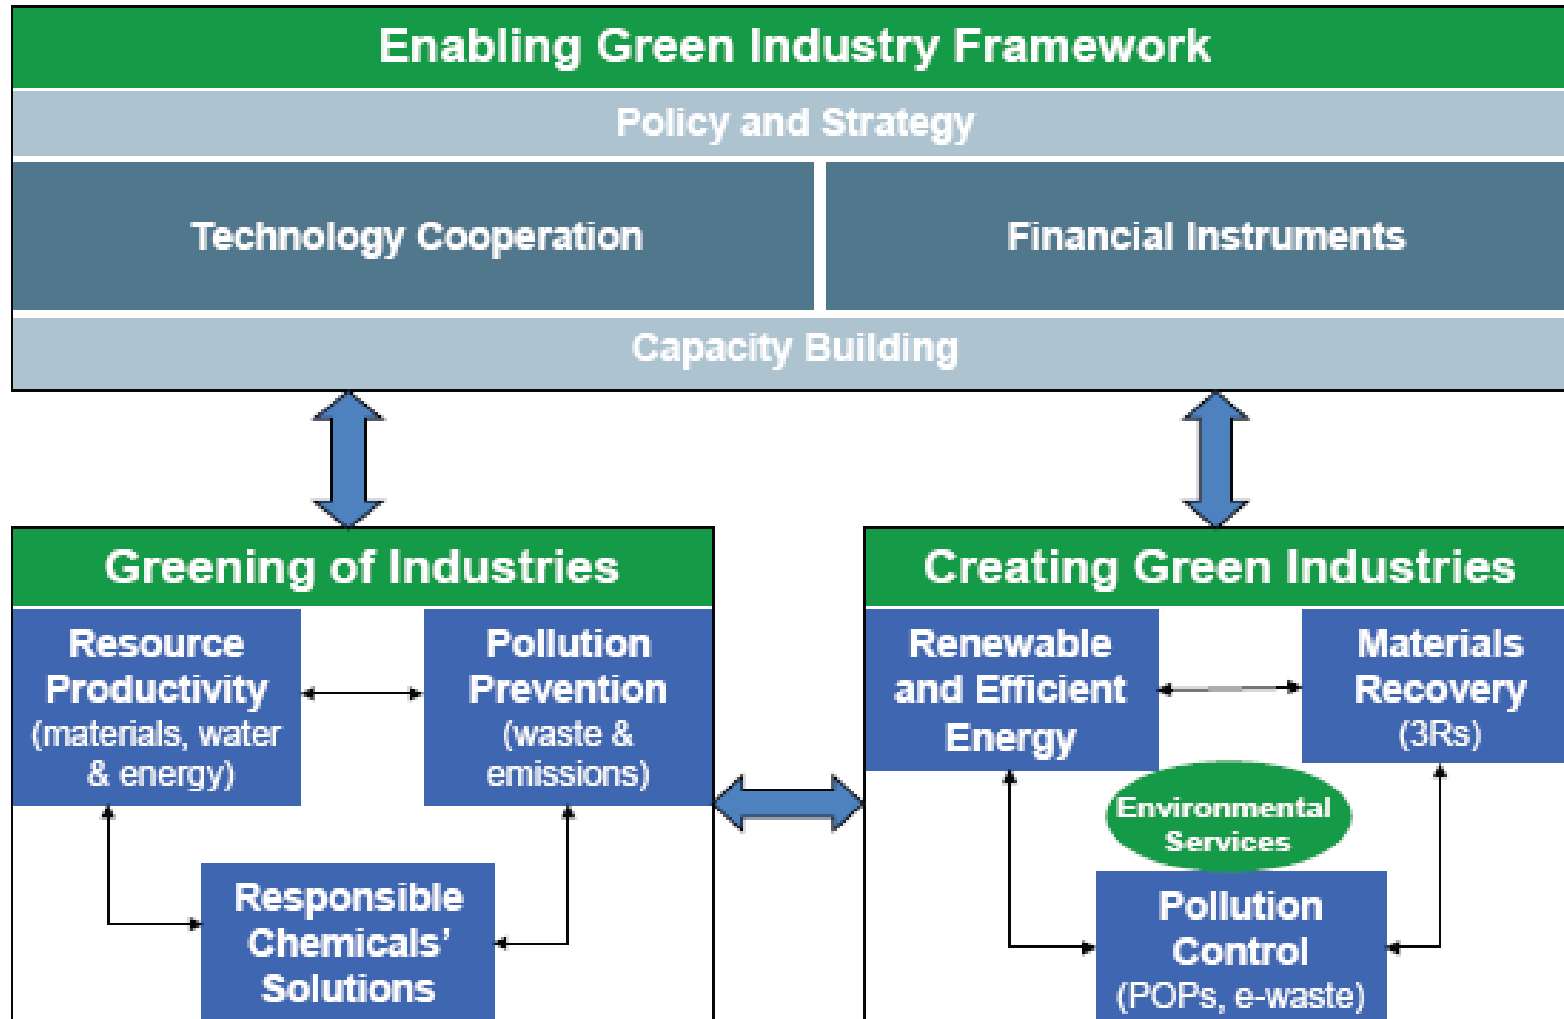 Enabling Green Industry Framework
Policy and Strategy
Technology Cooperation
Financial Instruments
Capacity Building
Greening of Industries
Resource
Productivity
(materials, water
& energy)
Pollution
Prevention
(waste &
emissions)
Responsible
Chemicals’
Solutions
Creating Green Industries
Renewable
and Efficient
Energy
Materials
Recovery
(3Rs)
Environmental
Services
Pollution
Control
(POPs, e-waste)